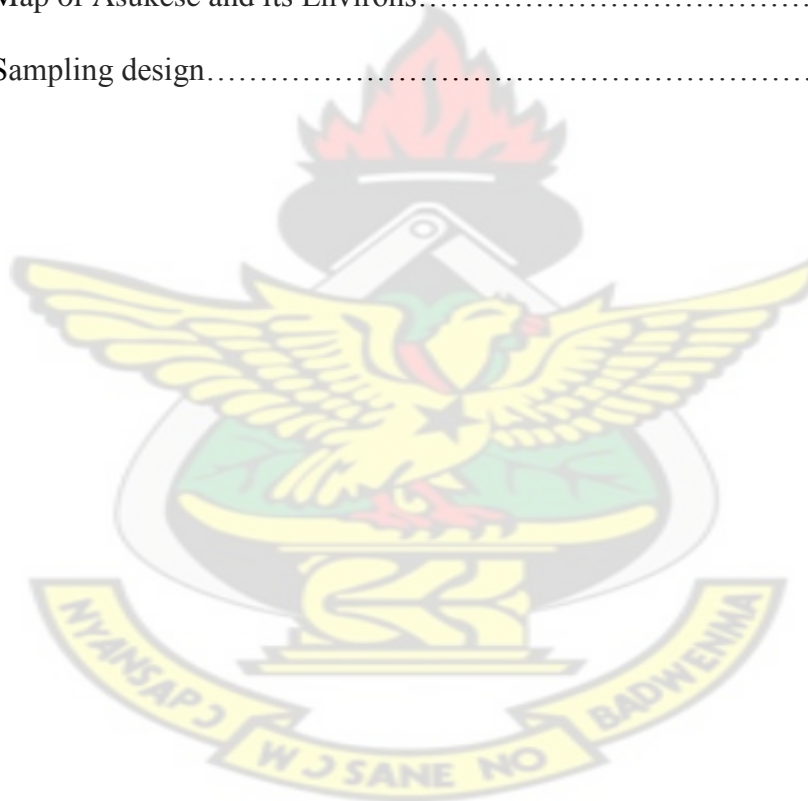 Map of Asukese and its Environs……………………………………
Sampling design…………………………………………………………
NYANSAPƆ WƆSANE NO BADWENMA